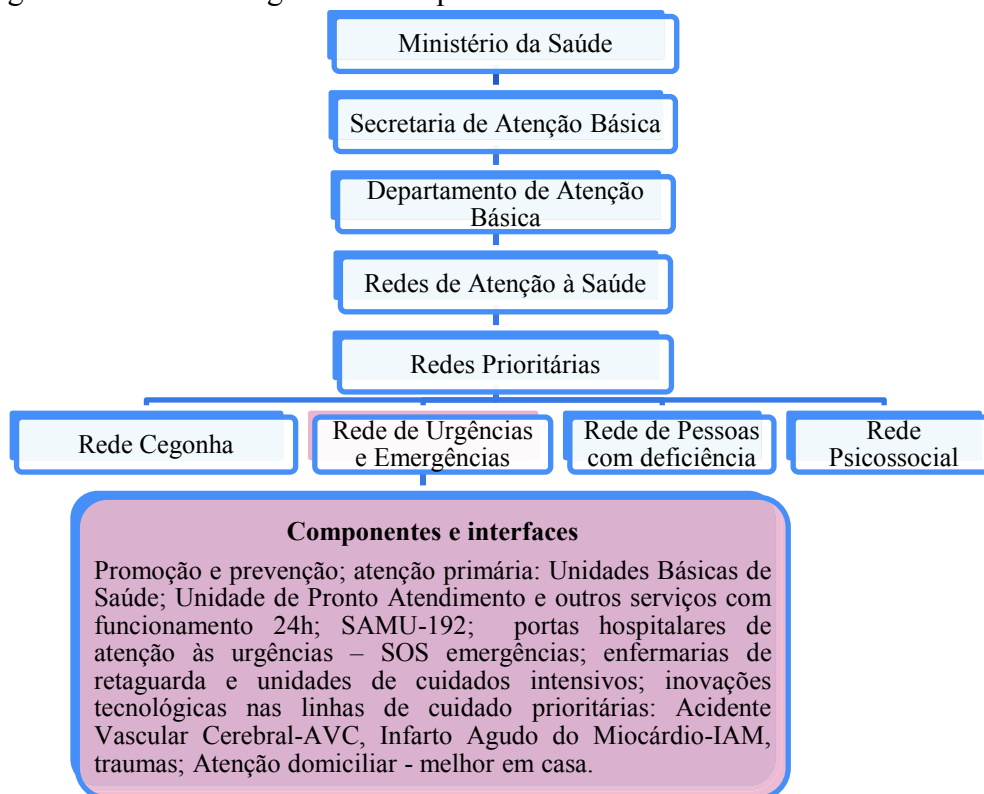 Ministério da Saúde
Secretaria de Atenção Básica
Departamento de Atenção
Básica
Redes de Atenção à Saúde
Redes Prioritárias
Rede Cegonha
Rede de Urgências
e Emergências
Rede de Pessoas
com deficiência
Rede
Psicossocial
Componentes e interfaces
Promoção e prevenção; atenção primária: Unidades Básicas de
Saúde; Unidade de Pronto Atendimento e outros serviços com
funcionamento 24h; SAMU-192; portas hospitalares de
atenção às urgências – SOS emergências; enfermarias de
retaguarda e unidades de cuidados intensivos; inovações
tecnológicas nas linhas de cuidado prioritárias: Acidente
Vascular Cerebral-AVC, Infarto Agudo do Miocárdio-IAM,
traumas; Atenção domiciliar - melhor em casa.